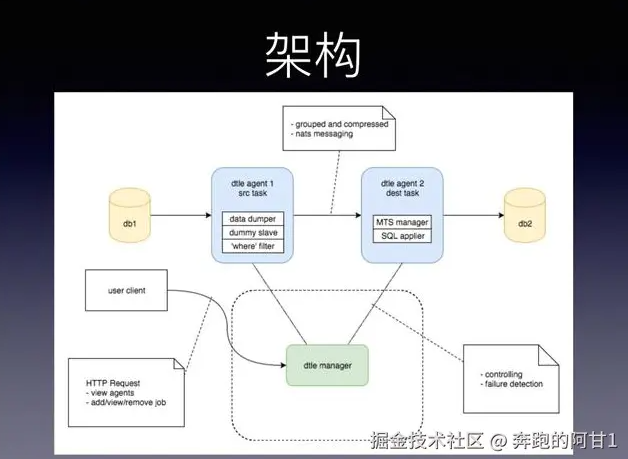 架构
- grouped and compressed
- nats messaging
dtle agent 1
src task
data dumper
dummy slave
'where' filter
dtle agent 2
dest task
MTS manager
SQL applier
db1
db2
user client
dtle manager
HTTP Request
- view agents
- add/view/remove job
- controlling
- failure detection
掘金技术社区 @ 奔跑的阿甘1